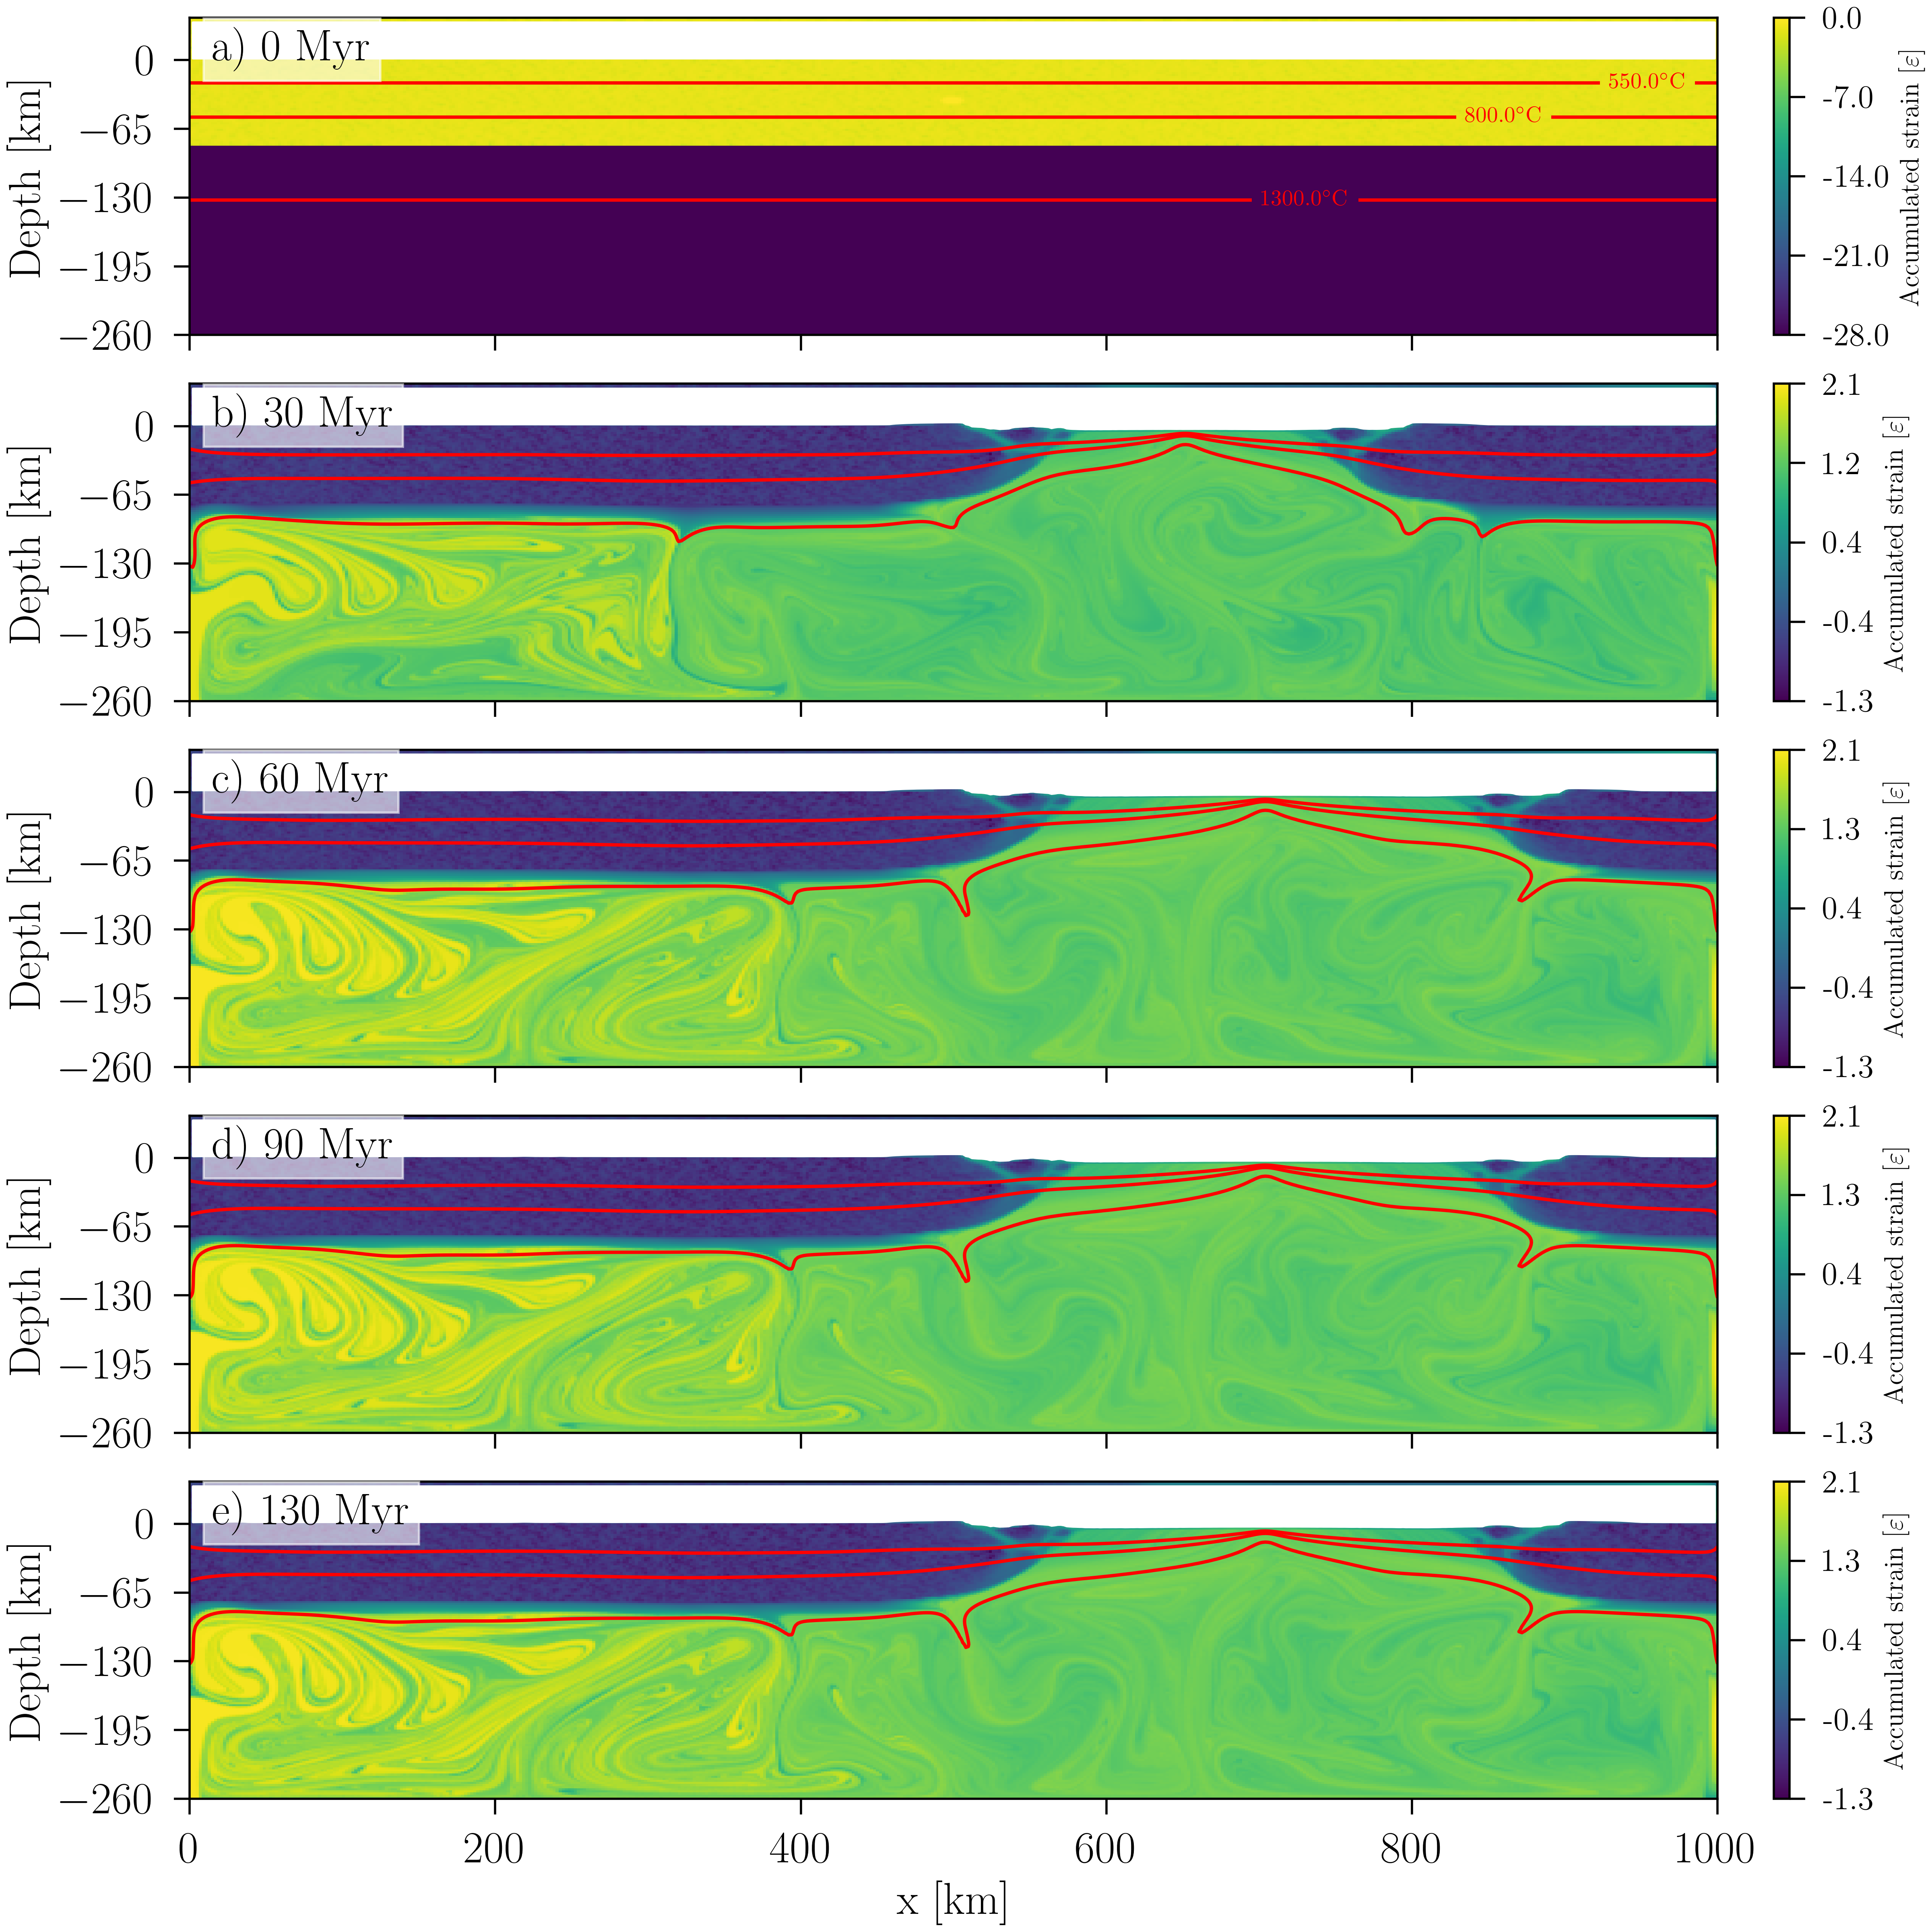 a) 0 Myr
0
−65
−130
−195
−260
Depth [km]
550.0°C
800.0°C
1300.0°C
0.0
-7.0
-14.0
-21.0
-28.0
Accumulated strain [ε]
b) 30 Myr
0
−65
−130
−195
−260
Depth [km]
2.1
1.2
0.4
-0.4
-1.3
Accumulated strain [ε]
c) 60 Myr
0
−65
−130
−195
−260
Depth [km]
2.1
1.3
0.4
-0.4
-1.3
Accumulated strain [ε]
d) 90 Myr
0
−65
−130
−195
−260
Depth [km]
2.1
1.3
0.4
-0.4
-1.3
Accumulated strain [ε]
e) 130 Myr
0
−65
−130
−195
−260
Depth [km]
2.1
1.3
0.4
-0.4
-1.3
Accumulated strain [ε]
0 200 400 600 800 1000
x [km]